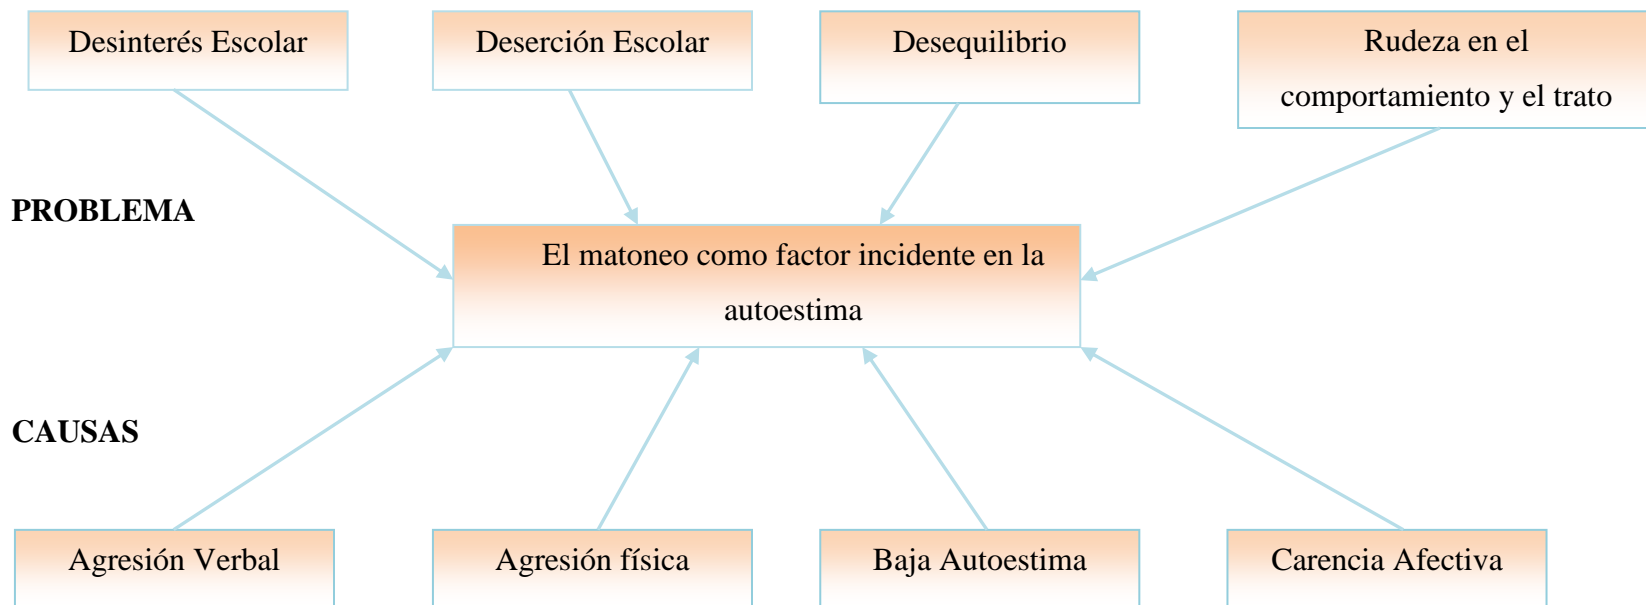 Desinterés Escolar
Deserción Escolar
Desequilibrio
Rudeza en el
comportamiento y el trato
PROBLEMA
El matoneo como factor incidente en la
autoestima
CAUSAS
Agresión Verbal
Agresión física
Baja Autoestima
Carencia Afectiva